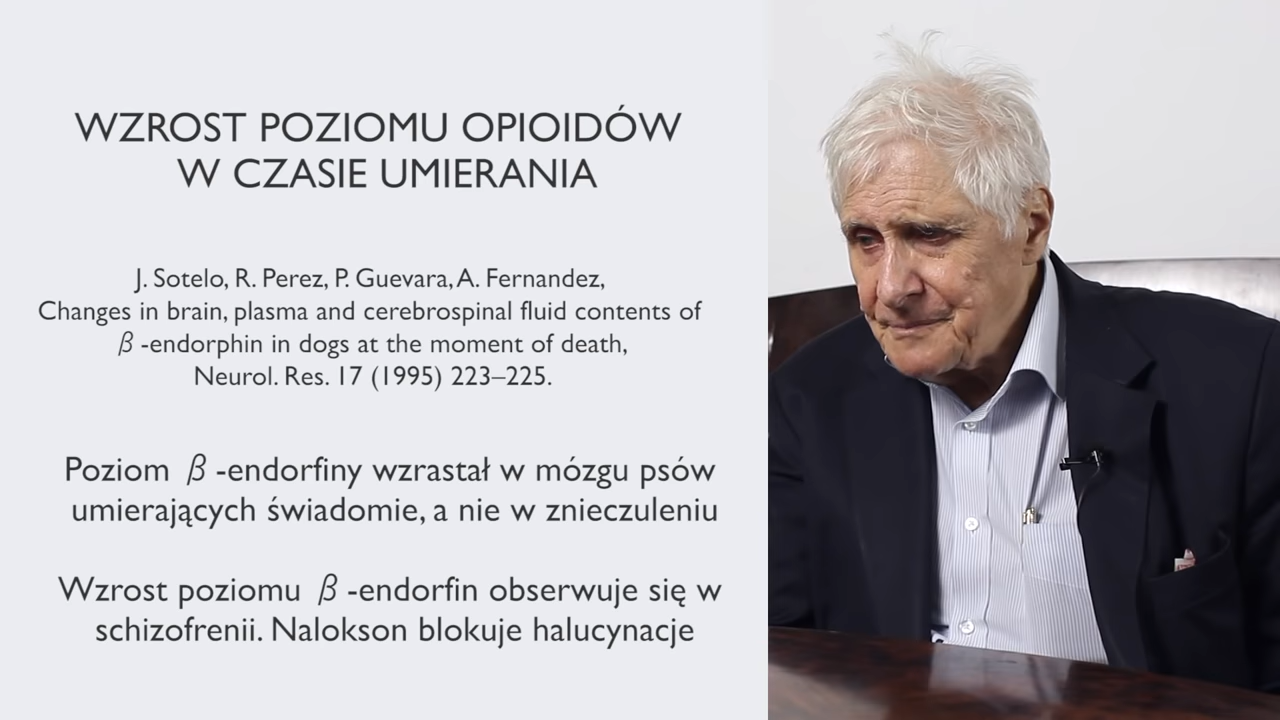 WZROST POZIOMU OPIOIDÓW
W CZASIE UMIERANIA
J. Sotelo, R. Perez, P. Guevara, A. Fernandez,
Changes in brain, plasma and cerebrospinal fluid contents of
β -endorphin in dogs at the moment of death,
Neurol. Res. 17 (1995) 223–225.
Poziom β -endorfiny wzrastał w mózgu psów
umierających świadomie, a nie w znieczuleniu
Wzrost poziomu β -endorfin obserwuje się w
schizofrenii. Nalokson blokuje halucynacje